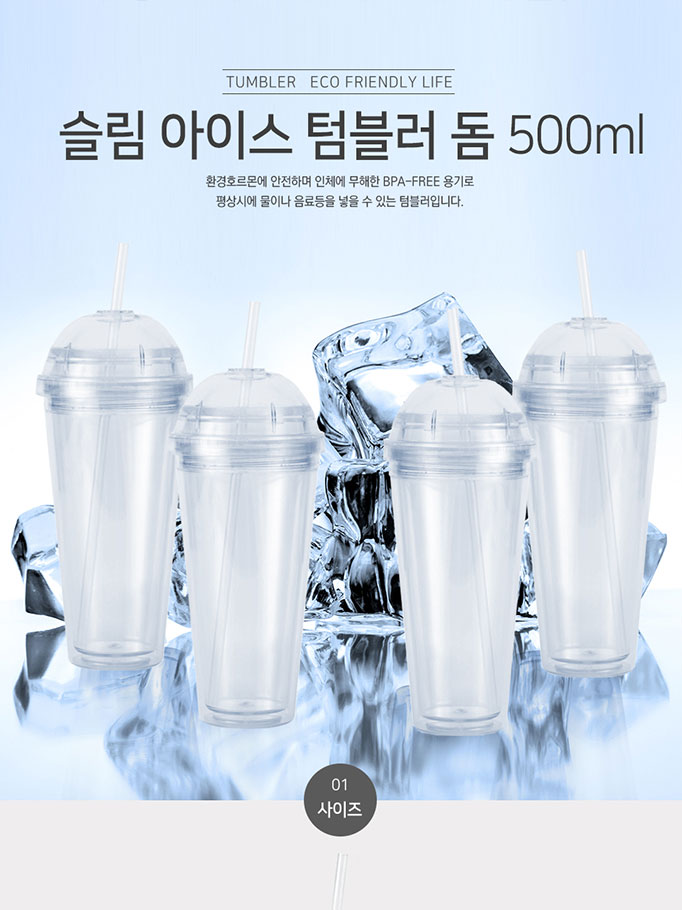 TUMBLER ECO FRIENDLY LIFE
슬림 아이스 텀블러 돔 500ml
환경호르몬에 안전하며 인체에 무해한 BPA-FREE 용기로
평상시에 물이나 음료등을 넣을 수 있는 텀블러입니다.
01
사이즈